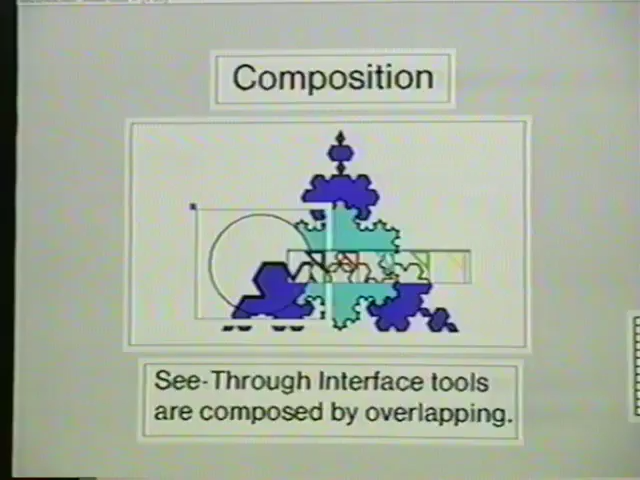 Composition
See-Through Interface tools
are composed by overlapping.